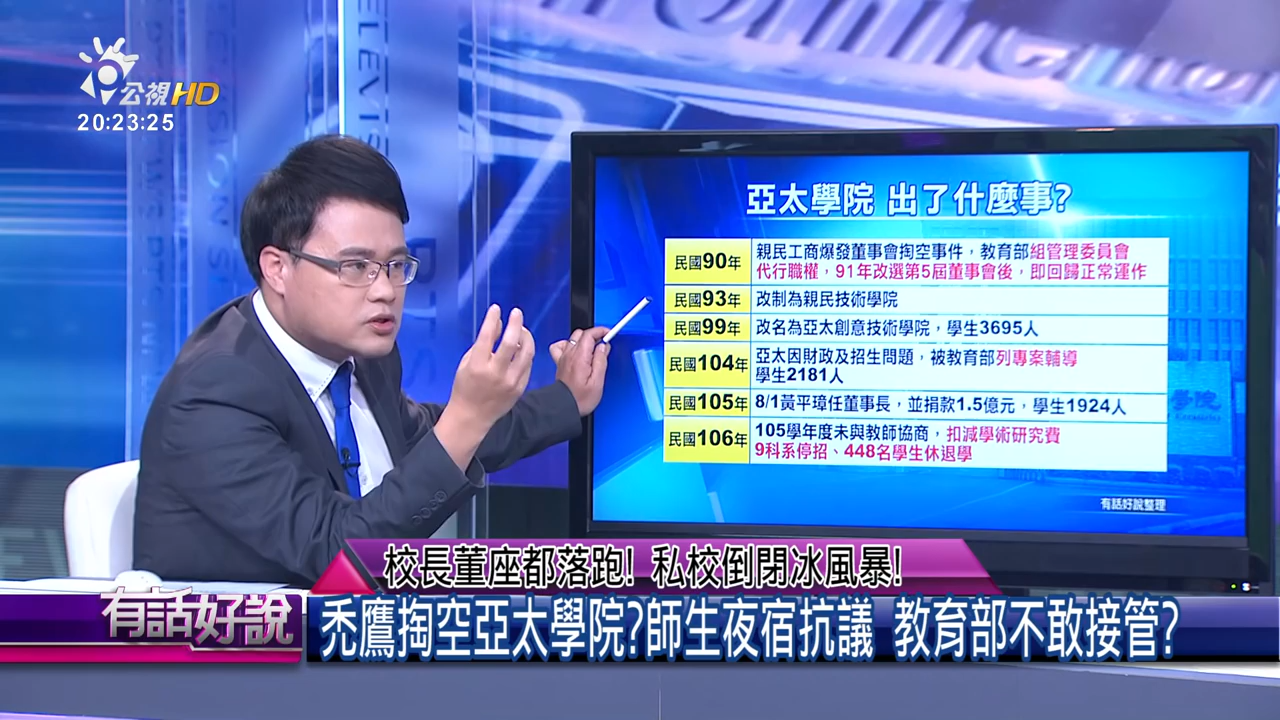 公視HD
20:23:25
亞太學院 出了什麼事?
民國90年
親民工商爆發董事會掏空事件，教育部組管理委員會
代行職權，91年改選第5屆董事會後，即回歸正常運作
民國93年
改制為親民技術學院
民國99年
改名為亞太創意技術學院，學生3695人
民國104年
亞太因財政及招生問題，被教育部列專案輔導
學生2181人
民國105年
8/1黃平璋任董事長，並捐款1.5億元，學生1924人
民國106年
105學年度未與教師協商，扣減學術研究費
9科系停招、448名學生休退學
學院
有話好說整理
校長董座都落跑! 私校倒閉冰風暴!
有話好說
禿鷹掏空亞太學院?師生夜宿抗議 教育部不敢接管?